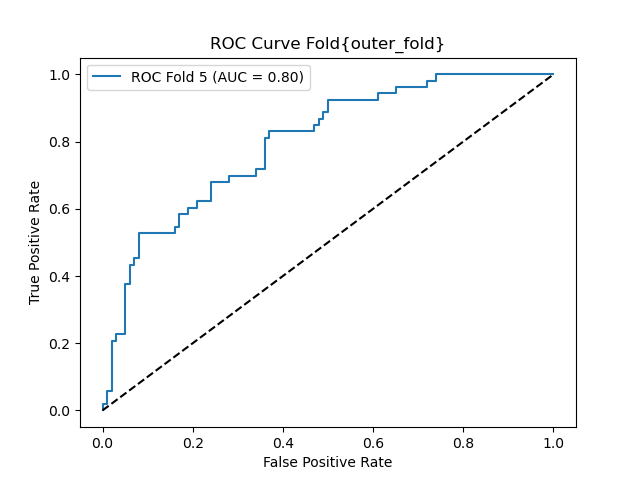 ROC Curve Fold{outer_fold}
ROC Fold 5 (AUC = 0.80)
True Positive Rate
1.0
0.8
0.6
0.4
0.2
0.0
0.0 0.2 0.4 0.6 0.8 1.0
False Positive Rate